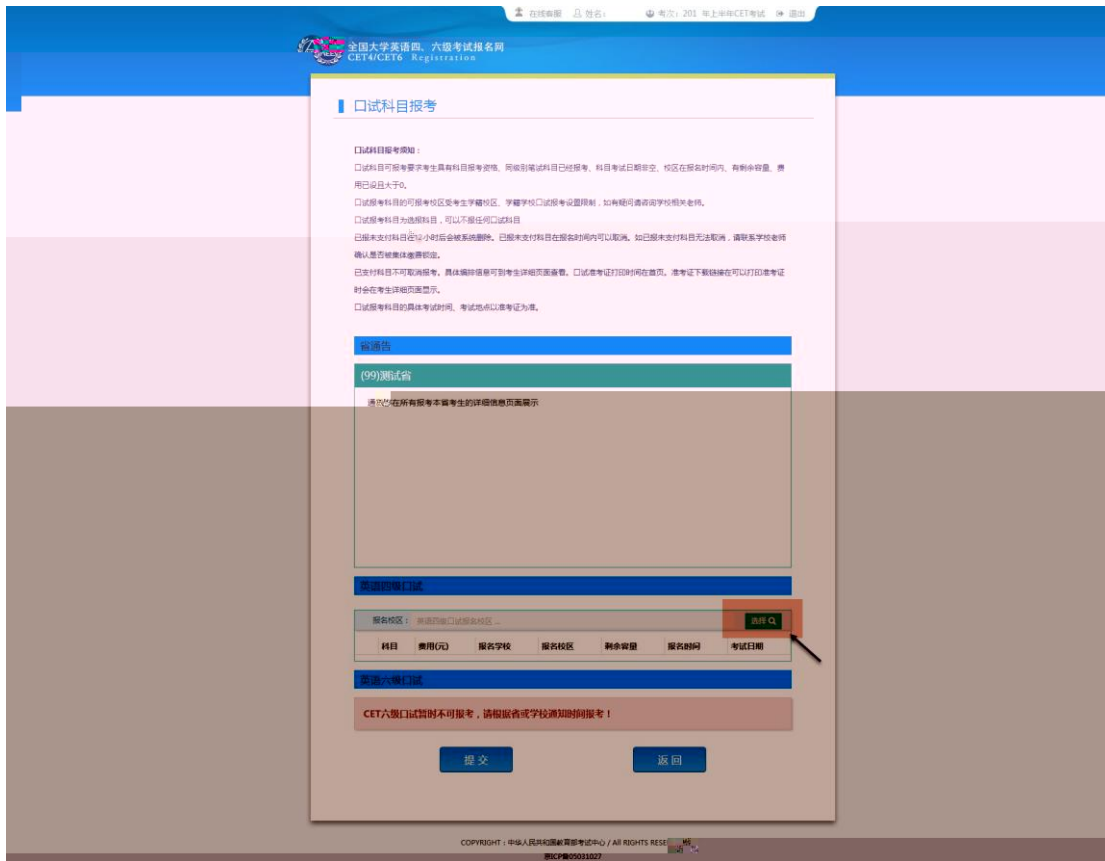 在线客服 姓名： 考次：201 年上半年CET考试 退出
全国大学英语四、六级考试报名网
CET4/CET6 Registration
口试科目报考
口试科目报考须知：
口试科目可报考要求考生具有科目报考资格、同级别笔试科目已经报考、科目考试日期非空、校区在报名时间内、有剩余容量、费
用已设且大于0。
口试报考科目的可报考校区受考生学籍校区、学籍学校口试报考设置限制，如有疑问请咨询学校相关老师。
口试报考科目为选报科目，可以不报任何口试科目
已报未支付科目在 小时后会被系统删除。已报未支付科目在报名时间内可以取消。如已报未支付科目无法取消，请联系学校老师
确认是否被集体缴费锁定。
已支付科目不可取消报考。具体编排信息可到考生详细页面查看。口试准考证打印时间在首页。准考证下载链接在可以打印准考证
时会在考生详细页面显示。
口试报考科目的具体考试时间、考试地点以准考证为准。
省通告
(99)测试省
在所有报考本省考生的详细信息页面展示
英语四级口试
报名校区： 英语四级口试报名校区 ... 选择
科目 费用(元) 报名学校 报名校区 剩余容量 报名时间 考试日期
英语六级口试
CET六级口试暂时不可报考，请根据省或学校通知时间报考！
提 交 返 回
COPYRIGHT：中华人民共和国教育部考试中心 / All RIGHTS RESE
京ICP备05031027